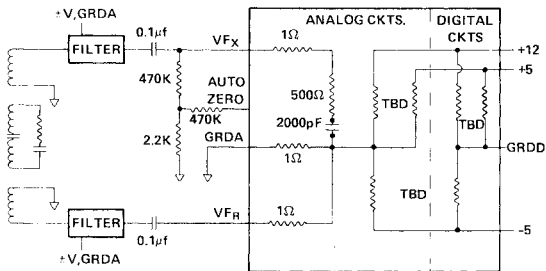 ±V,GRDA
FILTER
0.1μf
VFX
470K
AUTO
ZERO
470K
2.2K
GRDA
FILTER
±V,GRDA
0.1μf
VFR
ANALOG CKTS.
DIGITAL
CKTS
1Ω
500Ω
2000pF
1Ω
1Ω
TBD
TBD
TBD
+12
+5
GRDD
-5